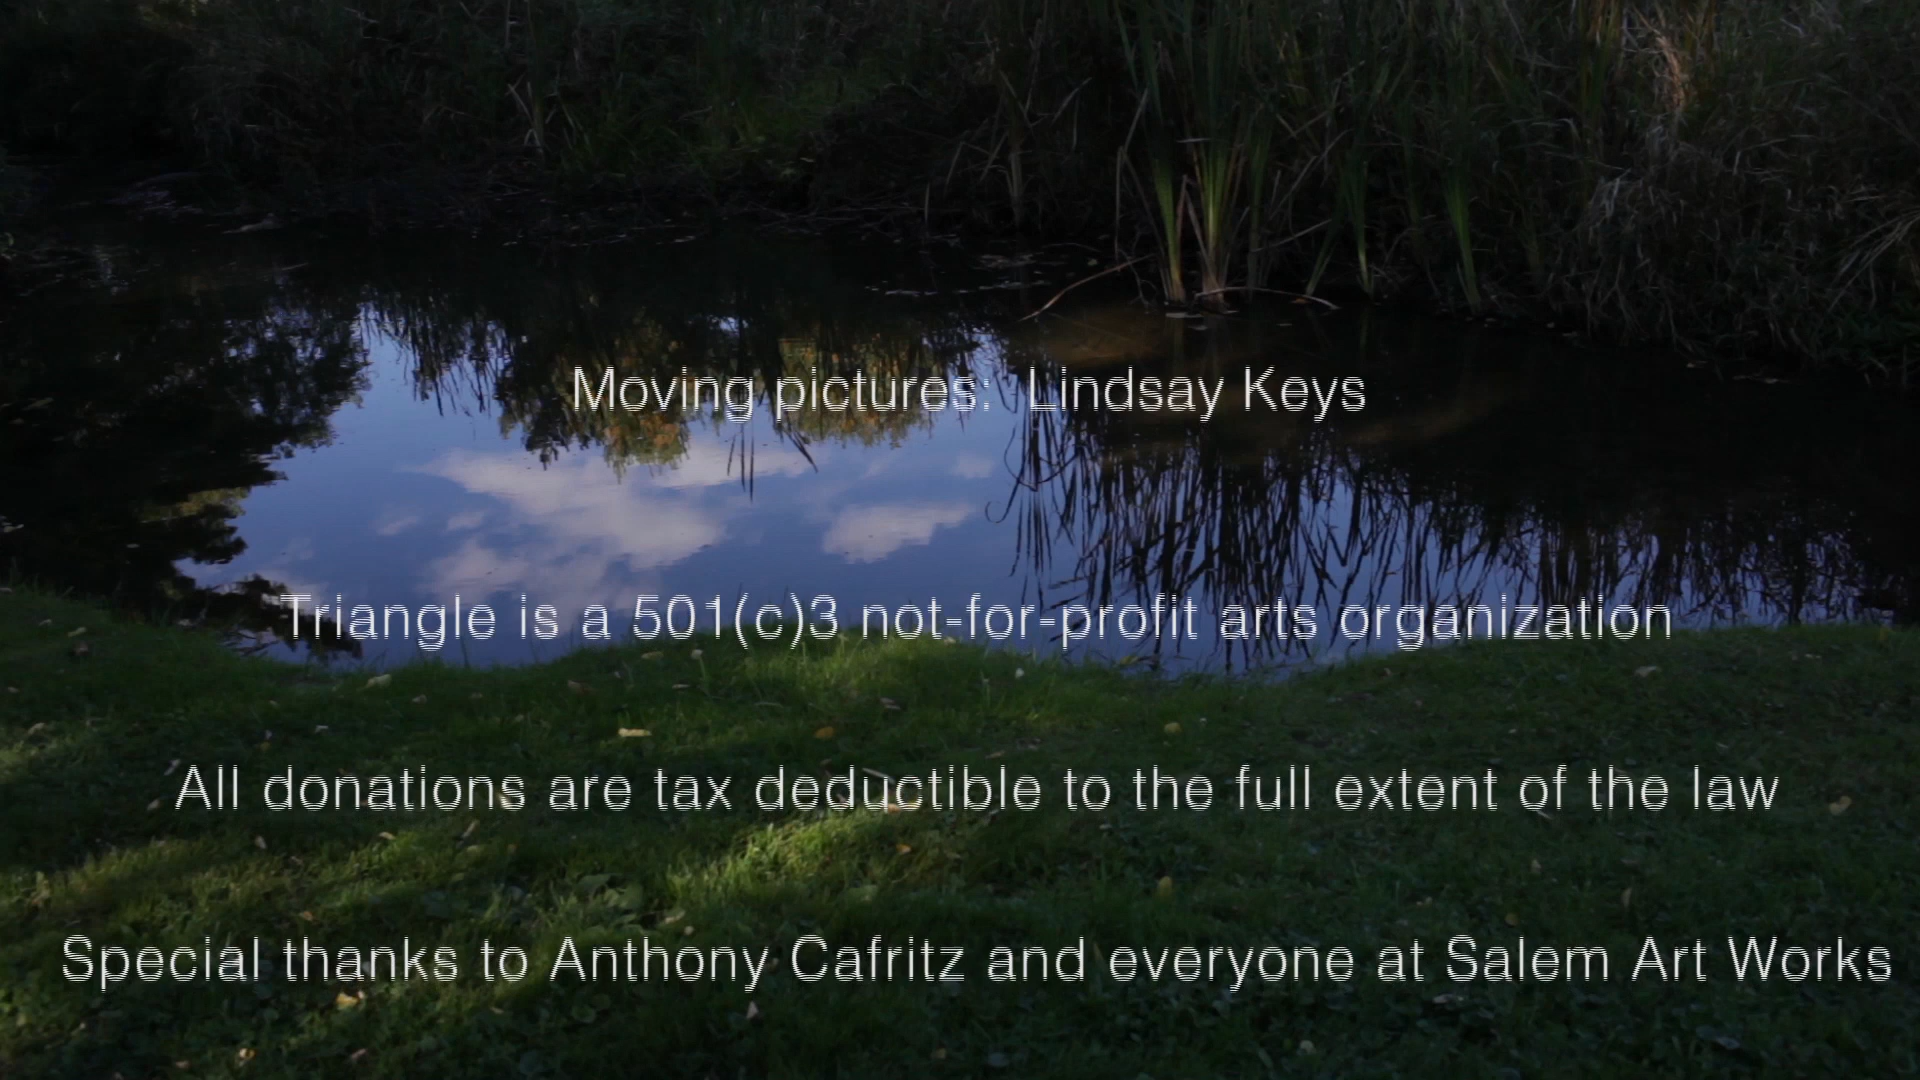 Moving pictures: Lindsay Keys
Triangle is a 501(c)3 not-for-profit arts organization
All donations are tax deductible to the full extent of the law
Special thanks to Anthony Cafritz and everyone at Salem Art Works